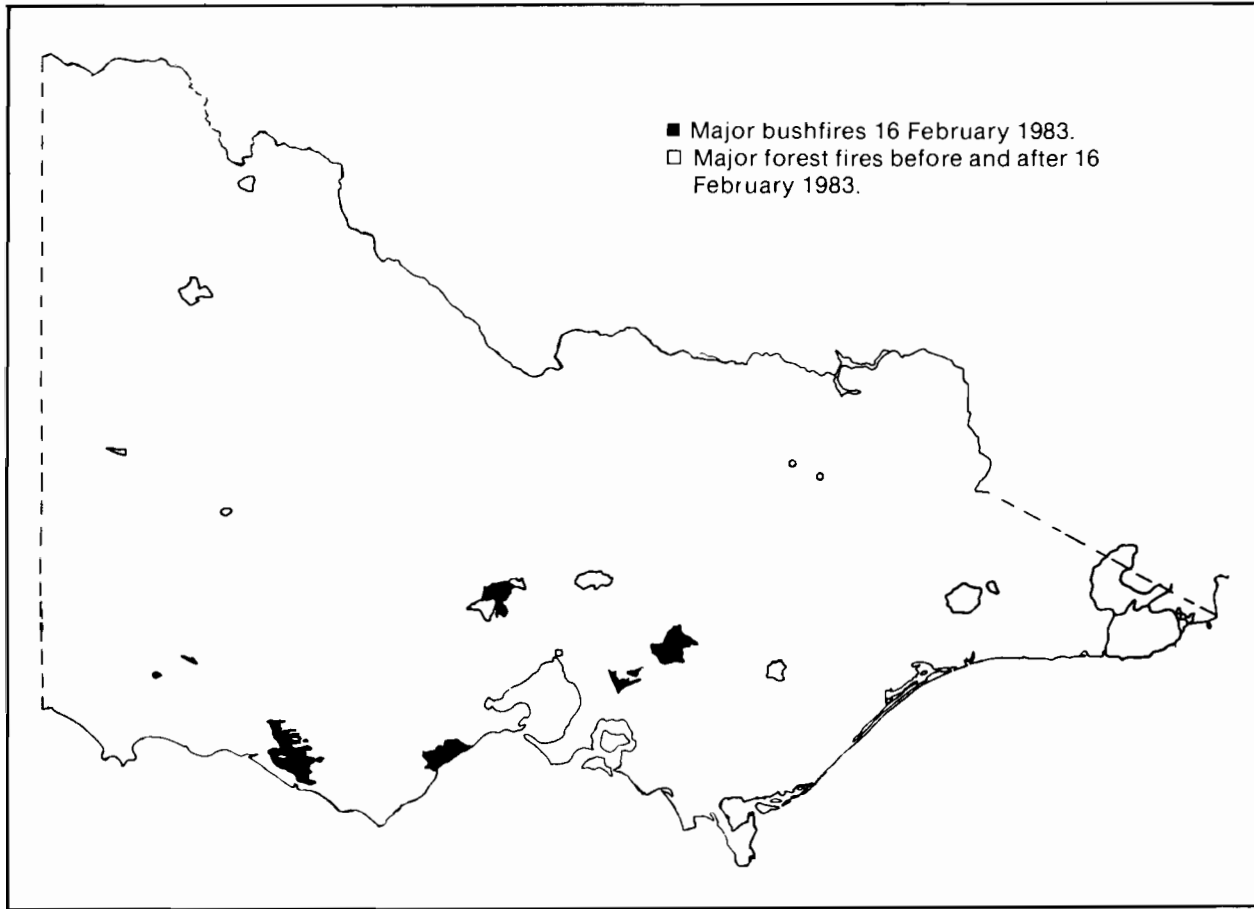 Major bushfires 16 February 1983.
Major forest fires before and after 16
February 1983.